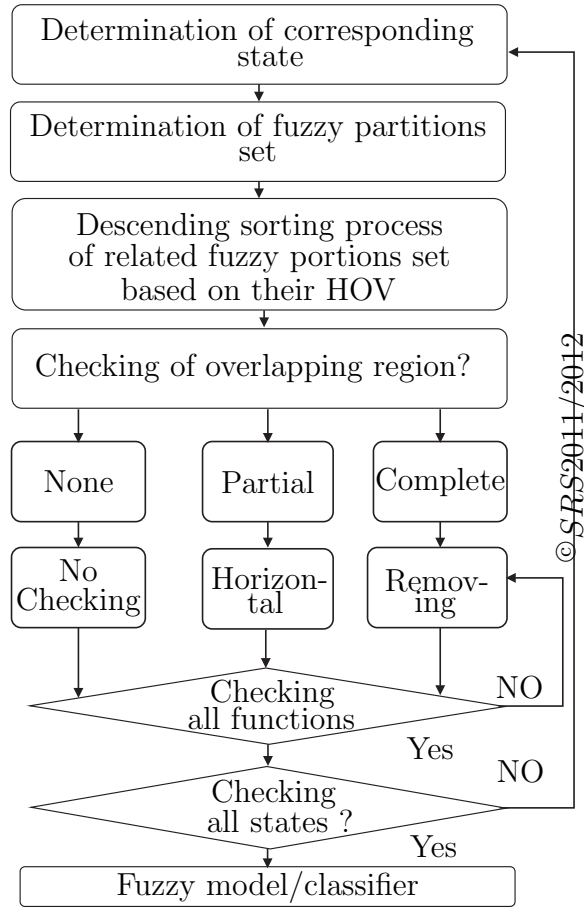 Determination of corresponding
state
Determination of fuzzy partitions
set
Descending sorting process
of related fuzzy portions set
based on their HOV
Checking of overlapping region?
None
Partial
Complete
No
Checking
Horizon-
tal
Remov-
ing
Checking
all functions
NO
Yes
Checking
all states ?
NO
Yes
Fuzzy model/classifier
©SRS2011/2012